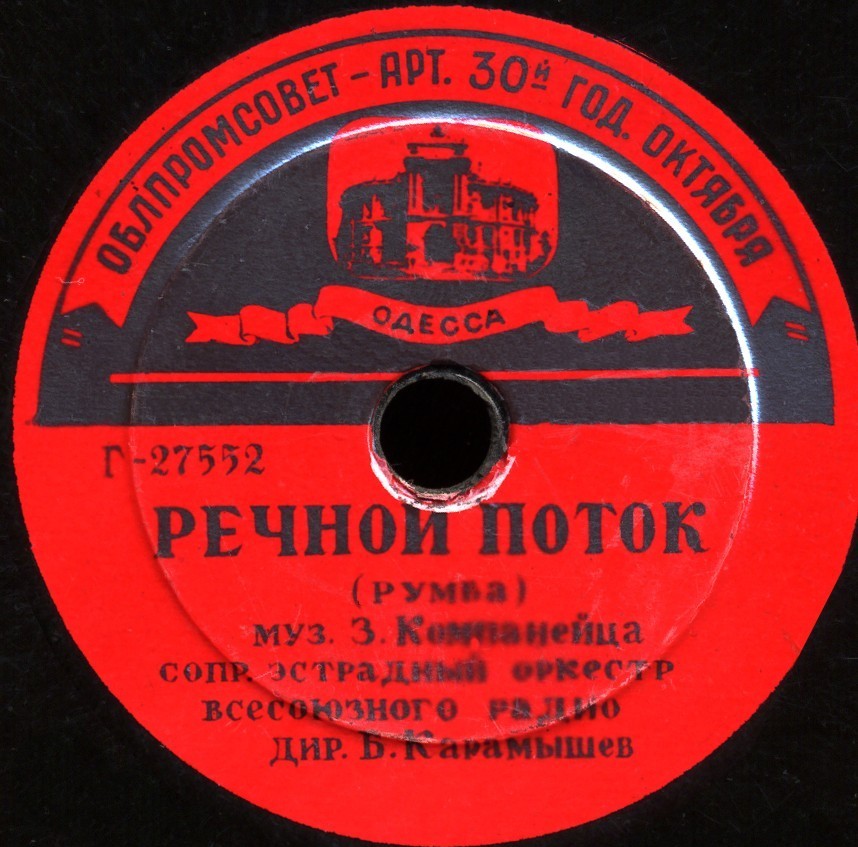 " ОБЛПРОМСОВЕТ – АРТ. 30й ГОД. ОКТЯБРЯ "
ОДЕССА
Г-27552
РЕЧНОЙ ПОТОК
(РУМБа)
муз. З. Компанейца
сопр. эстрадный оркестр
всесоюзного радио
дир. Б. Карамышев